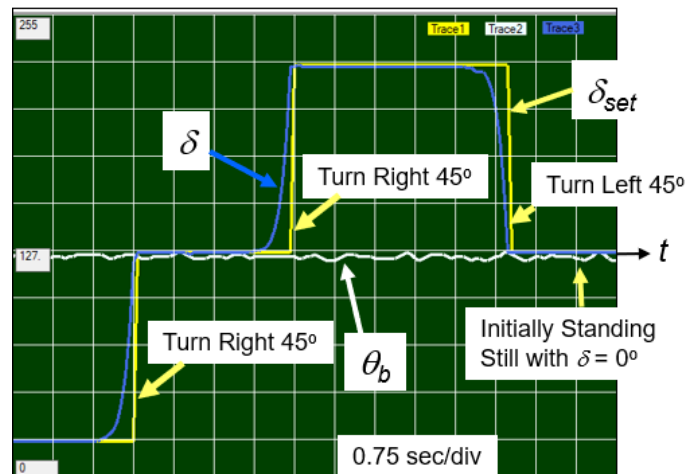 255
Trace1 Trace2 Trace3
δ
δset
Turn Right 45º
Turn Left 45º
127.
t
Turn Right 45º
θb
Initially Standing
Still with δ = 0º
0
0.75 sec/div